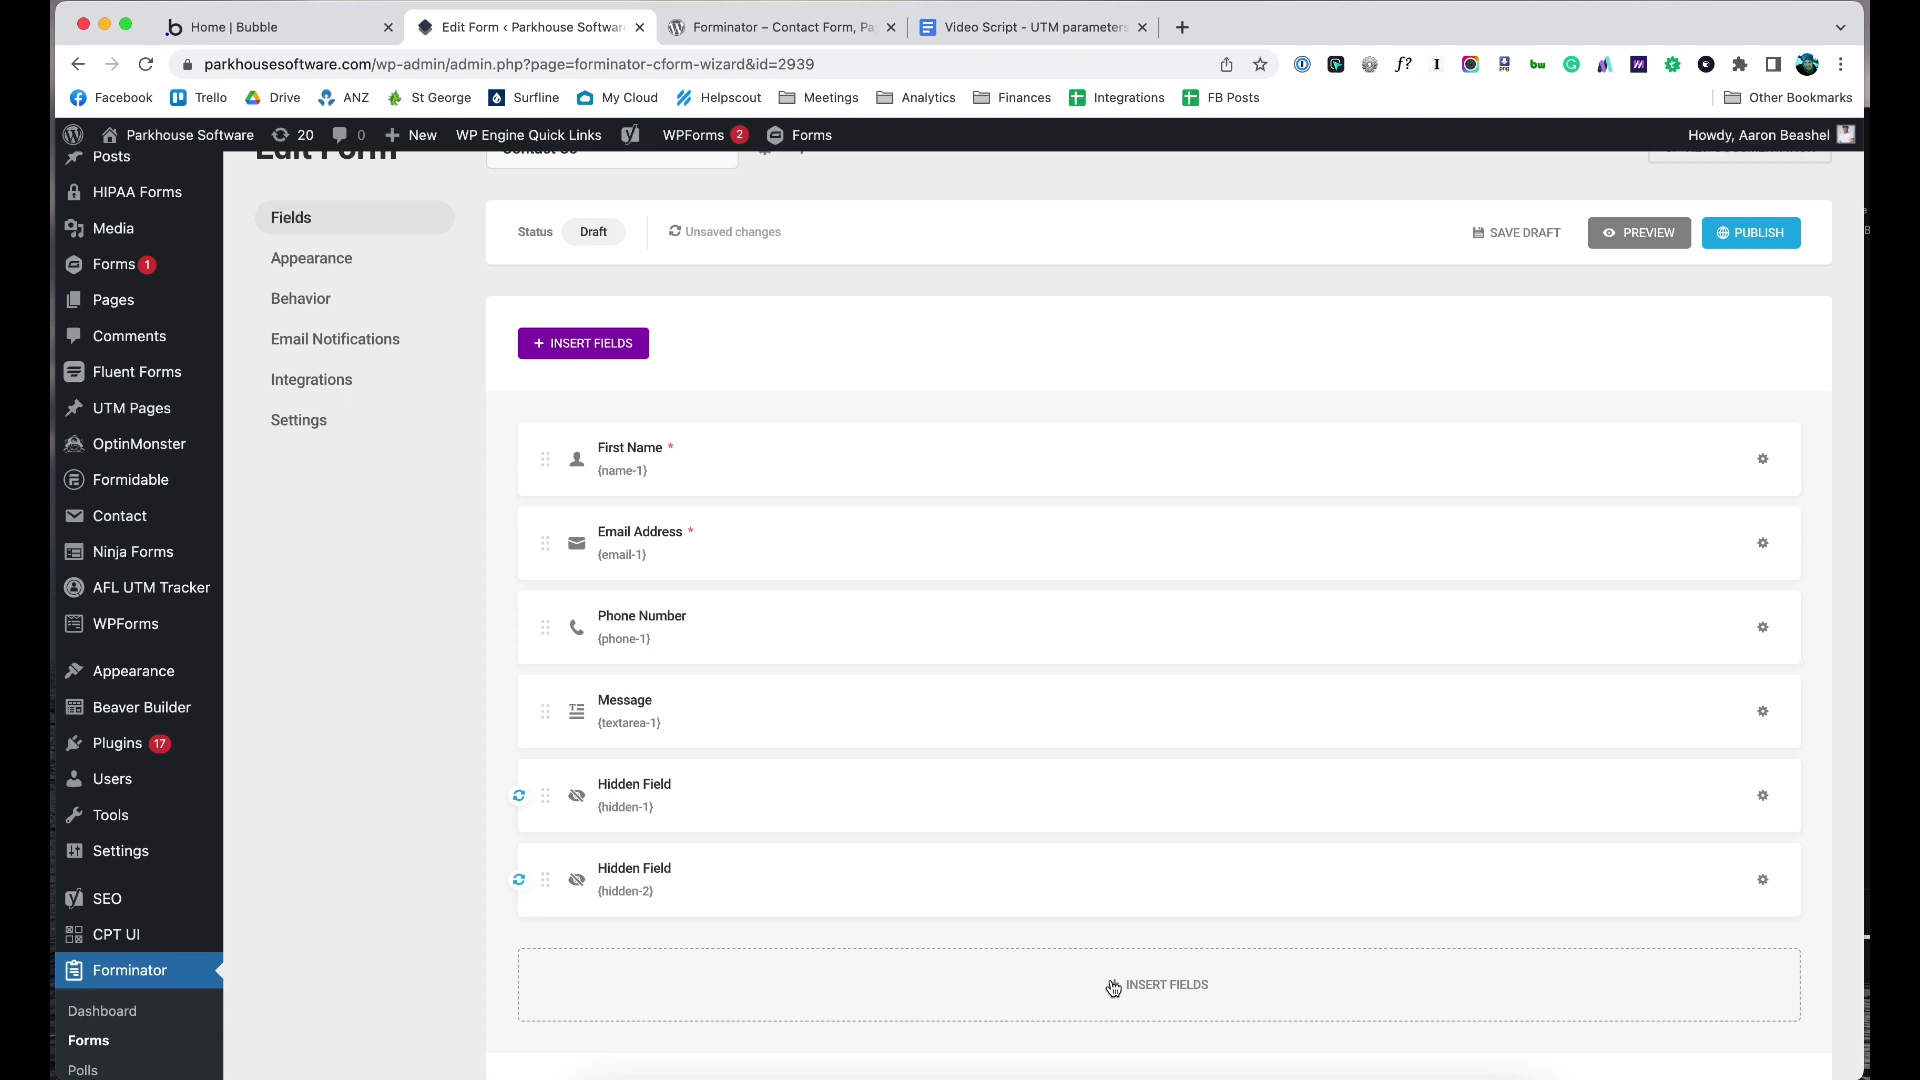 Home | Bubble
Edit Form ‹ Parkhouse Software
Forminator – Contact Form, Pa
Video Script - UTM parameters
parkhousesoftware.com/wp-admin/admin.php?page=forminator-cform-wizard&id=2939
Facebook Trello Drive ANZ St George Surfline My Cloud Helpscout Meetings Analytics Finances Integrations FB Posts Other Bookmarks
Parkhouse Software 20 0 New WP Engine Quick Links WPForms 2 Forms Howdy, Aaron Beashel
Posts
HIPAA Forms
Media
Forms 1
Pages
Comments
Fluent Forms
UTM Pages
OptinMonster
Formidable
Contact
Ninja Forms
AFL UTM Tracker
WPForms
Appearance
Beaver Builder
Plugins 17
Users
Tools
Settings
SEO
CPT UI
Forminator
Dashboard
Forms
Polls
Edit Form
Contact Us
Fields
Appearance
Behavior
Email Notifications
Integrations
Settings
Status Draft Unsaved changes SAVE DRAFT PREVIEW PUBLISH
+ INSERT FIELDS
First Name *
{name-1}
Email Address *
{email-1}
Phone Number
{phone-1}
Message
{textarea-1}
Hidden Field
{hidden-1}
Hidden Field
{hidden-2}
INSERT FIELDS